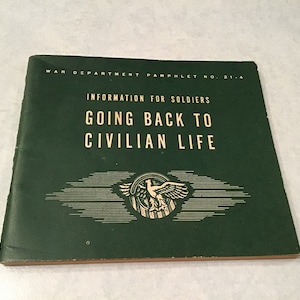 WAR DEPARTMENT PAMPHLET NO. 21-4
INFORMATION FOR SOLDIERS
GOING BACK TO
CIVILIAN LIFE